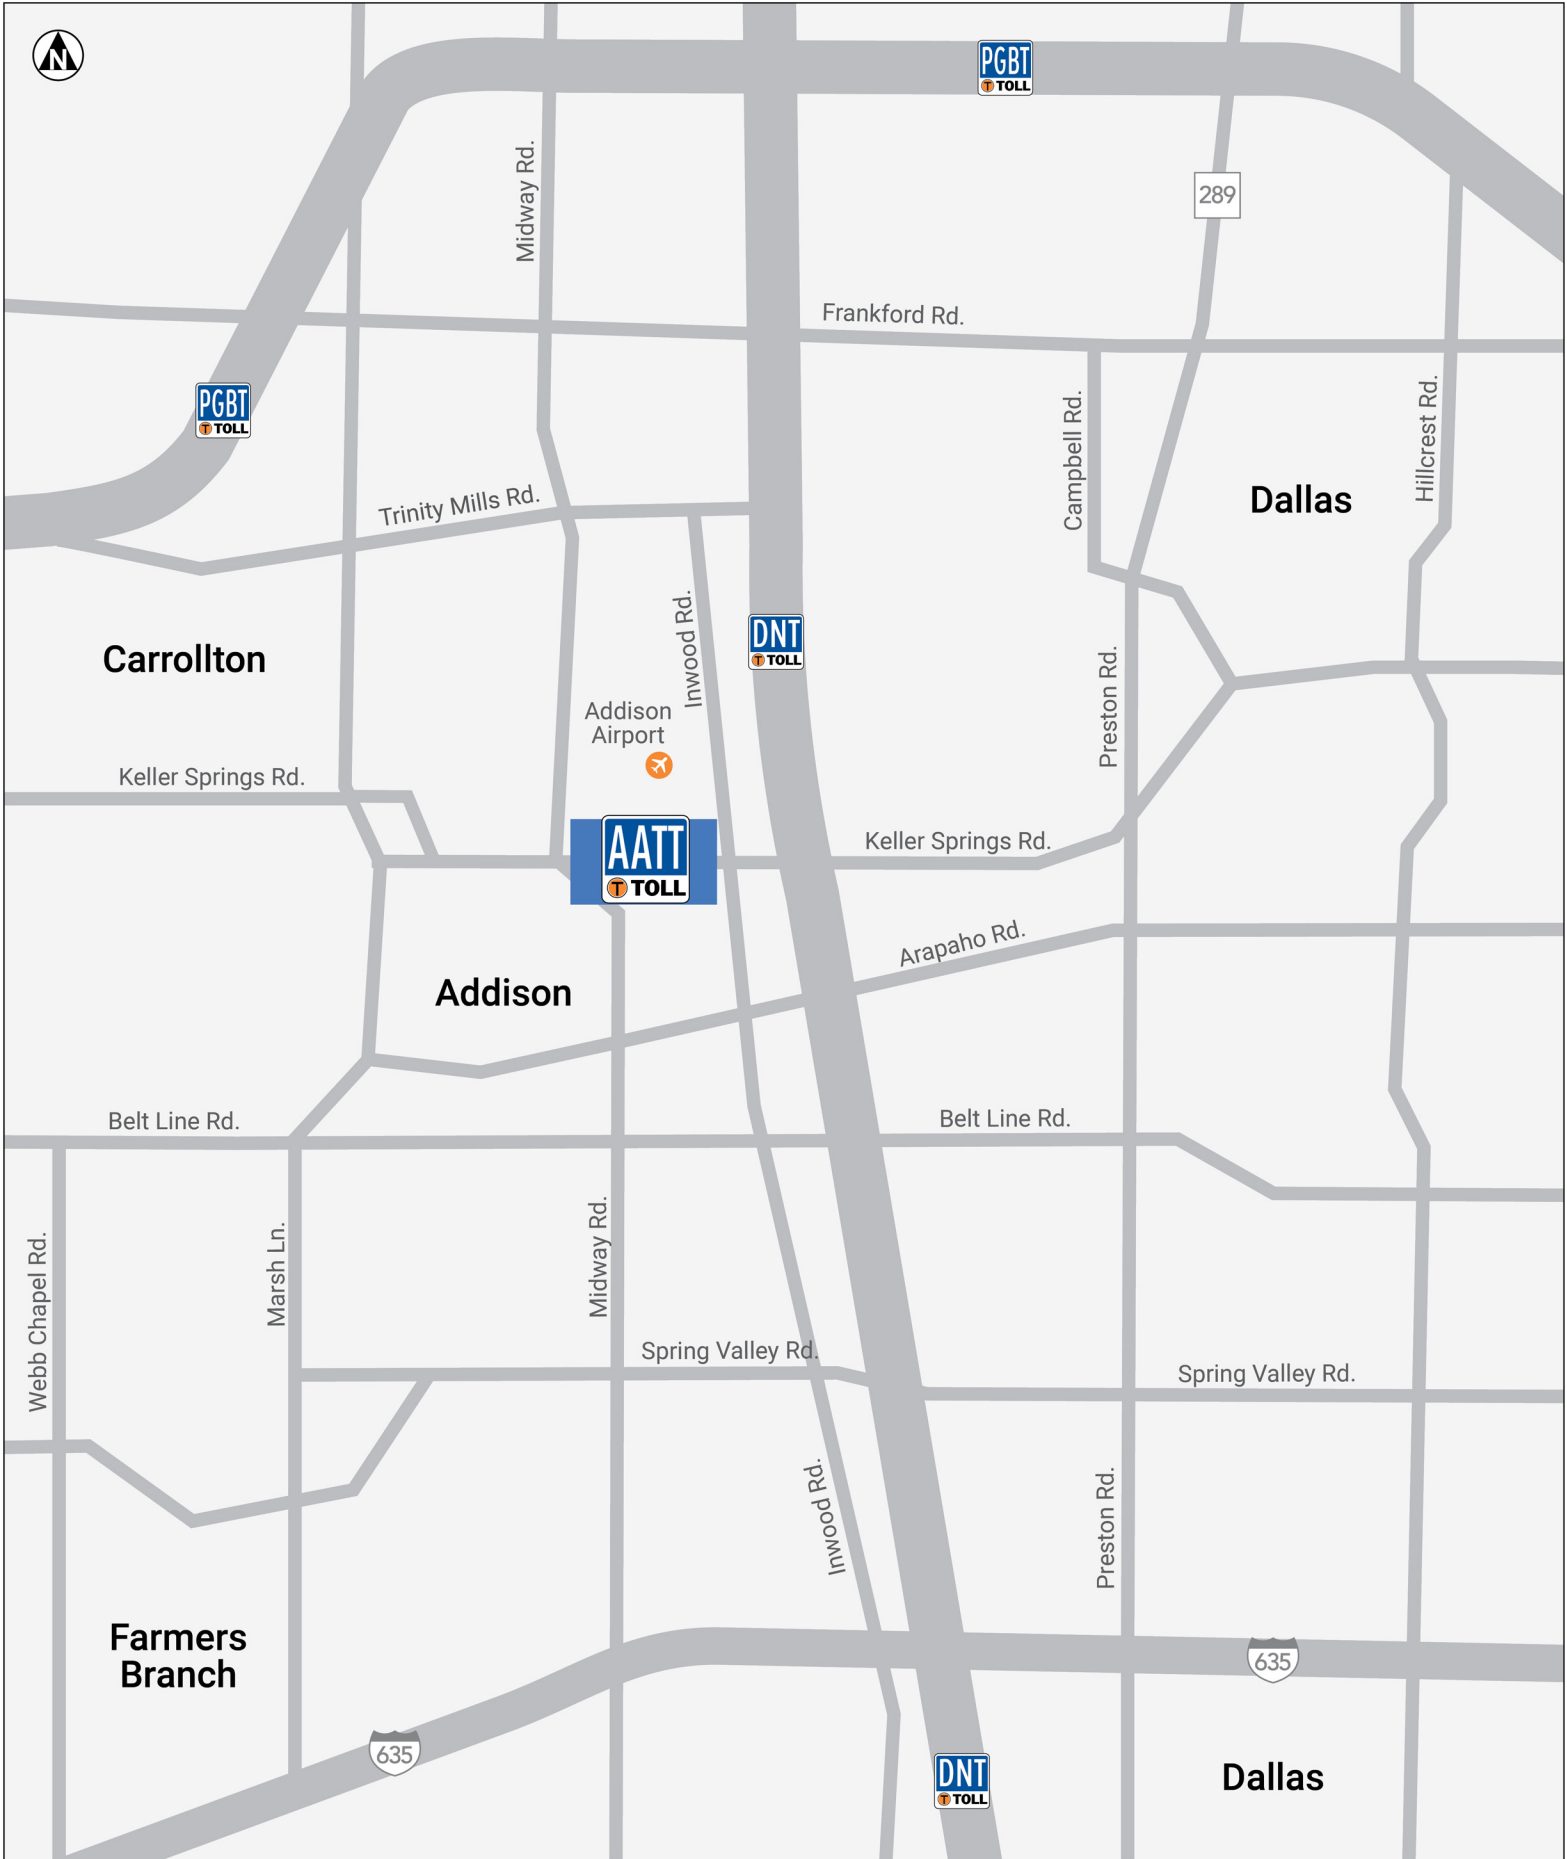 N
PGBT
TOLL
Midway Rd.
289
Frankford Rd.
PGBT
TOLL
Campbell Rd.
Hillcrest Rd.
Dallas
Trinity Mills Rd.
Inwood Rd.
DNT
TOLL
Carrollton
Preston Rd.
Addison
Airport
Keller Springs Rd.
AATT
TOLL
Keller Springs Rd.
Arapaho Rd.
Addison
Belt Line Rd.
Belt Line Rd.
Webb Chapel Rd.
Marsh Ln.
Midway Rd.
Spring Valley Rd.
Spring Valley Rd.
Inwood Rd.
Preston Rd.
Farmers
Branch
635
635
DNT
TOLL
Dallas